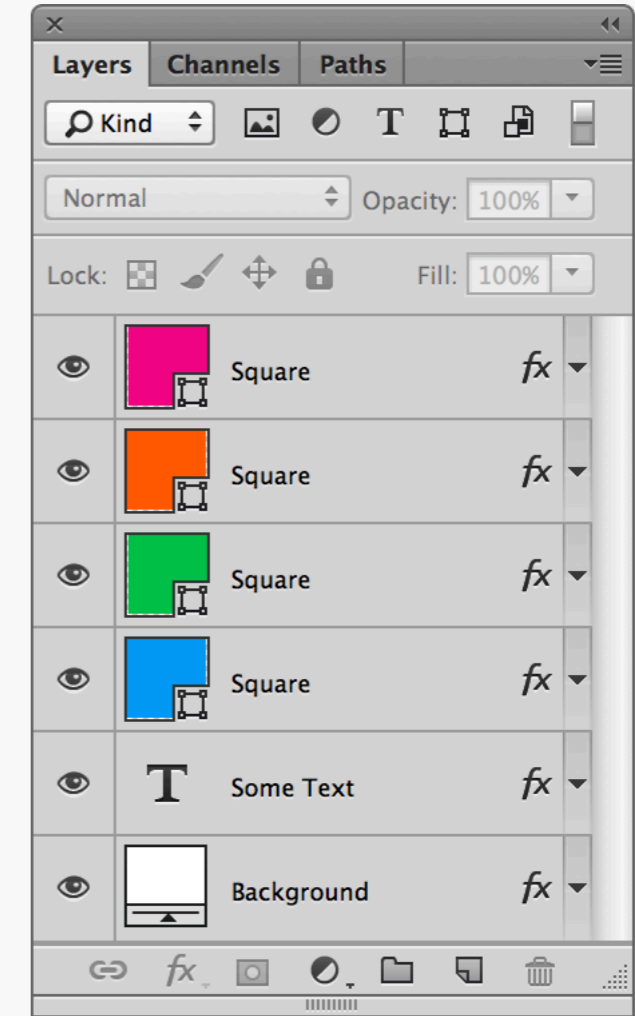 Layers Channels Paths
Kind T
Normal Opacity: 100%
Lock: Fill: 100%
Square fx
Square fx
Square fx
Square fx
T Some Text fx
Background fx
fx